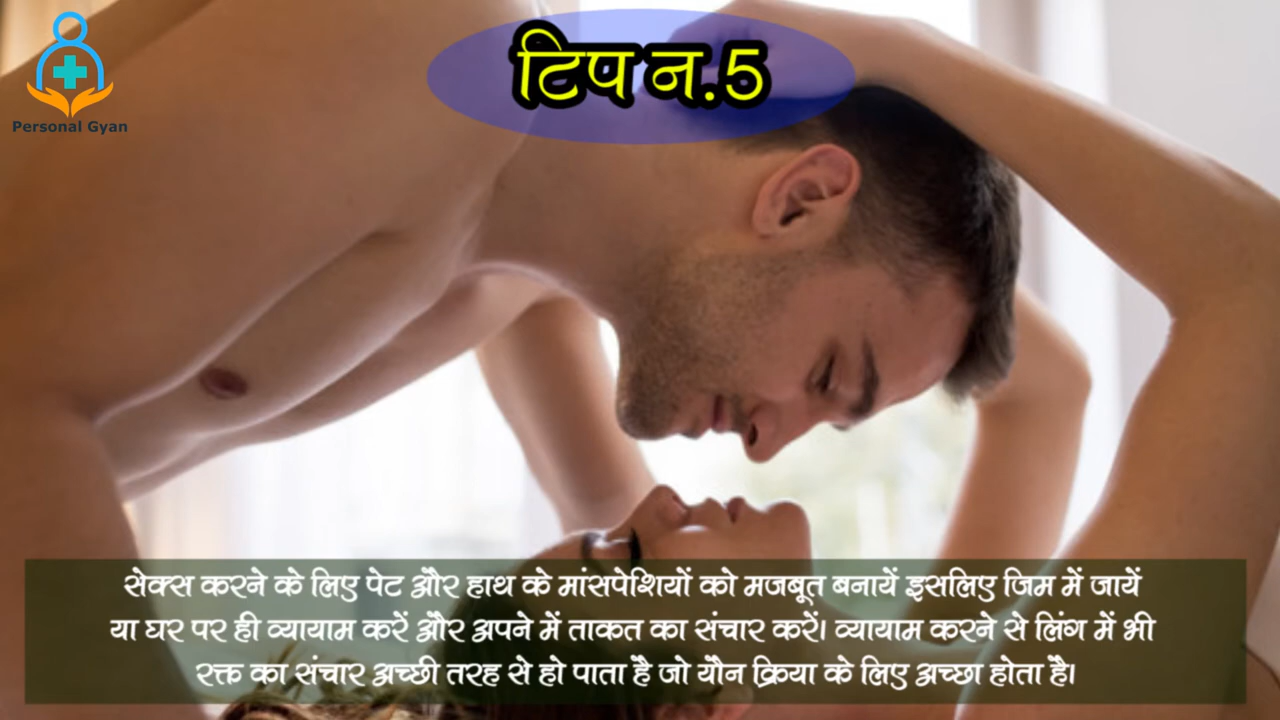 टिप न.5
Personal Gyan
सेक्स करने के लिए पेट और हाथ के मांसपेशियों को मजबूत बनायें इसलिए जिम में जायें
या घर पर ही व्यायाम करें और अपने में ताकत का संचार करें। व्यायाम करने से लिंग में भी
रक्त का संचार अच्छी तरह से हो पाता है जो यौन क्रिया के लिए अच्छा होता है।